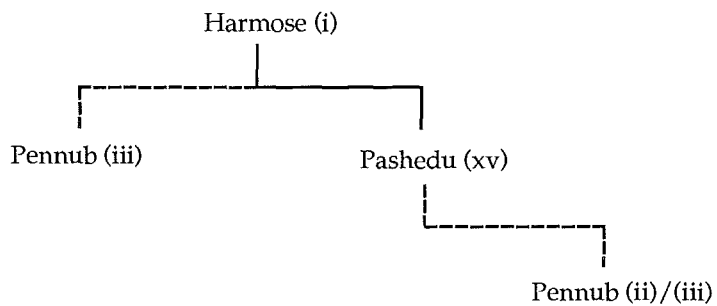 Harmose (i)
Pennub (iii)
Pashedu (xv)
Pennub (ii)/(iii)